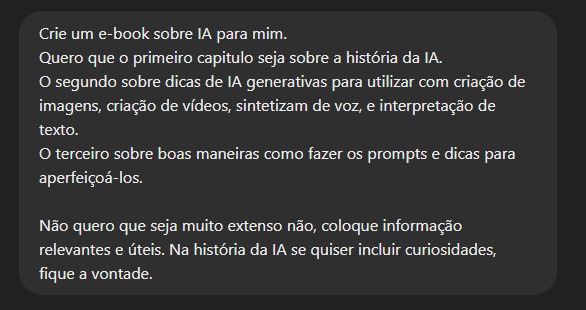 Crie um e-book sobre IA para mim.
Quero que o primeiro capitulo seja sobre a história da IA.
O segundo sobre dicas de IA generativas para utilizar com criação de
imagens, criação de vídeos, sintetizam de voz, e interpretação de
texto.
O terceiro sobre boas maneiras como fazer os prompts e dicas para
aperfeiçoá-los.

Não quero que seja muito extenso não, coloque informação
relevantes e úteis. Na história da IA se quiser incluir curiosidades,
fique a vontade.